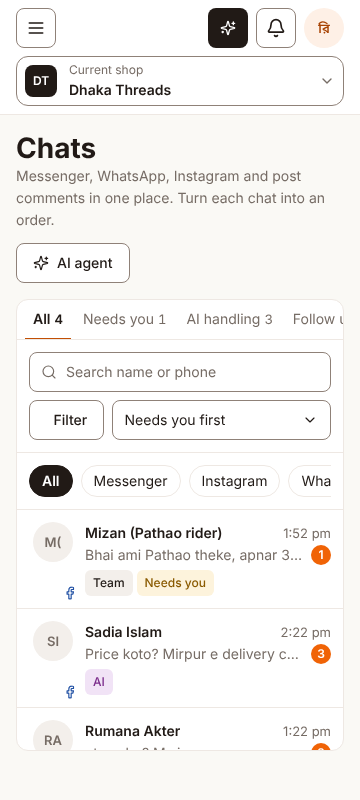 রি
DT
Current shop
Dhaka Threads
Chats
Messenger, WhatsApp, Instagram and post
comments in one place. Turn each chat into an
order.
AI agent
All 4
Needs you 1
AI handling 3
Follow
Search name or phone
Filter
Needs you first
All
Messenger
Instagram
Wha
M(
Mizan (Pathao rider)
1:52 pm
Bhai ami Pathao theke, apnar 3...
1
Team
Needs you
SI
Sadia Islam
2:22 pm
Price koto? Mirpur e delivery c...
3
AI
RA
Rumana Akter
1:22 pm